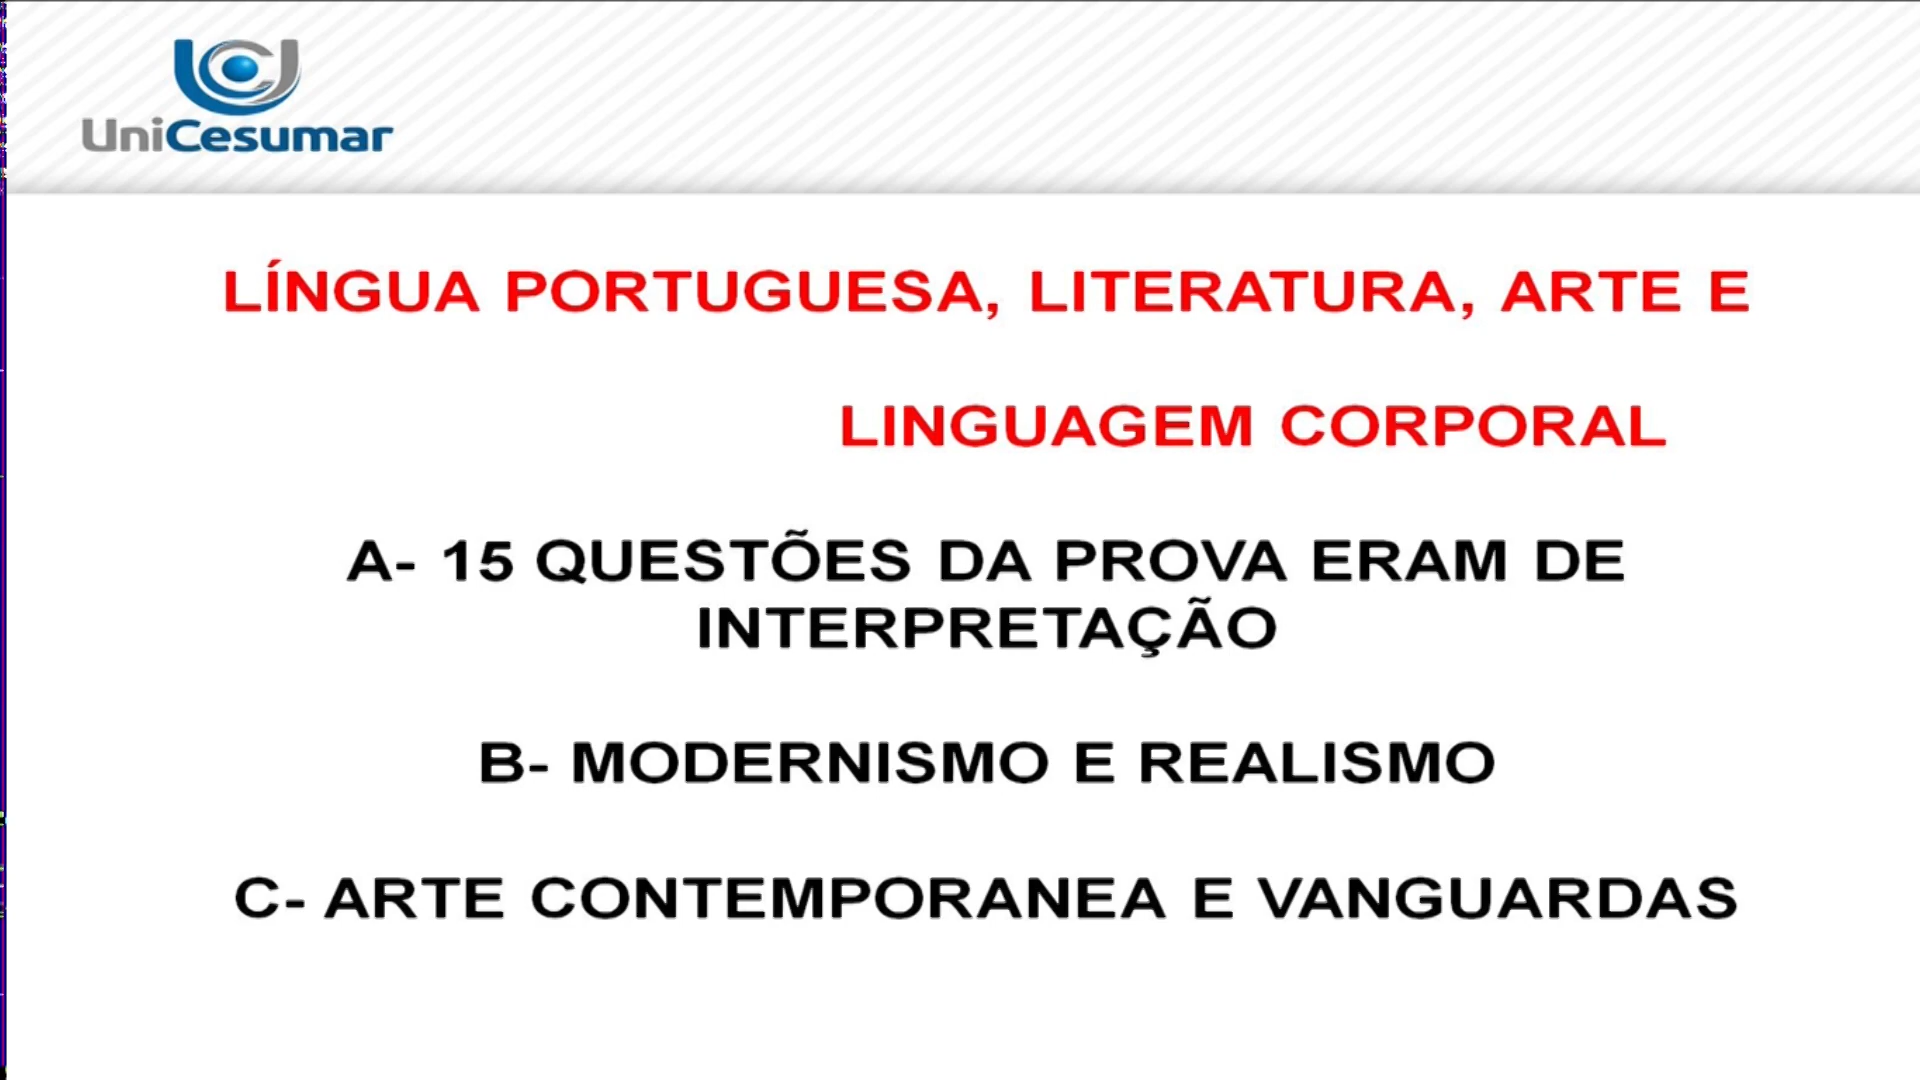 UniCesumar
LÍNGUA PORTUGUESA, LITERATURA, ARTE E
LINGUAGEM CORPORAL
A- 15 QUESTÕES DA PROVA ERAM DE
INTERPRETAÇÃO
B- MODERNISMO E REALISMO
C- ARTE CONTEMPORANEA E VANGUARDAS